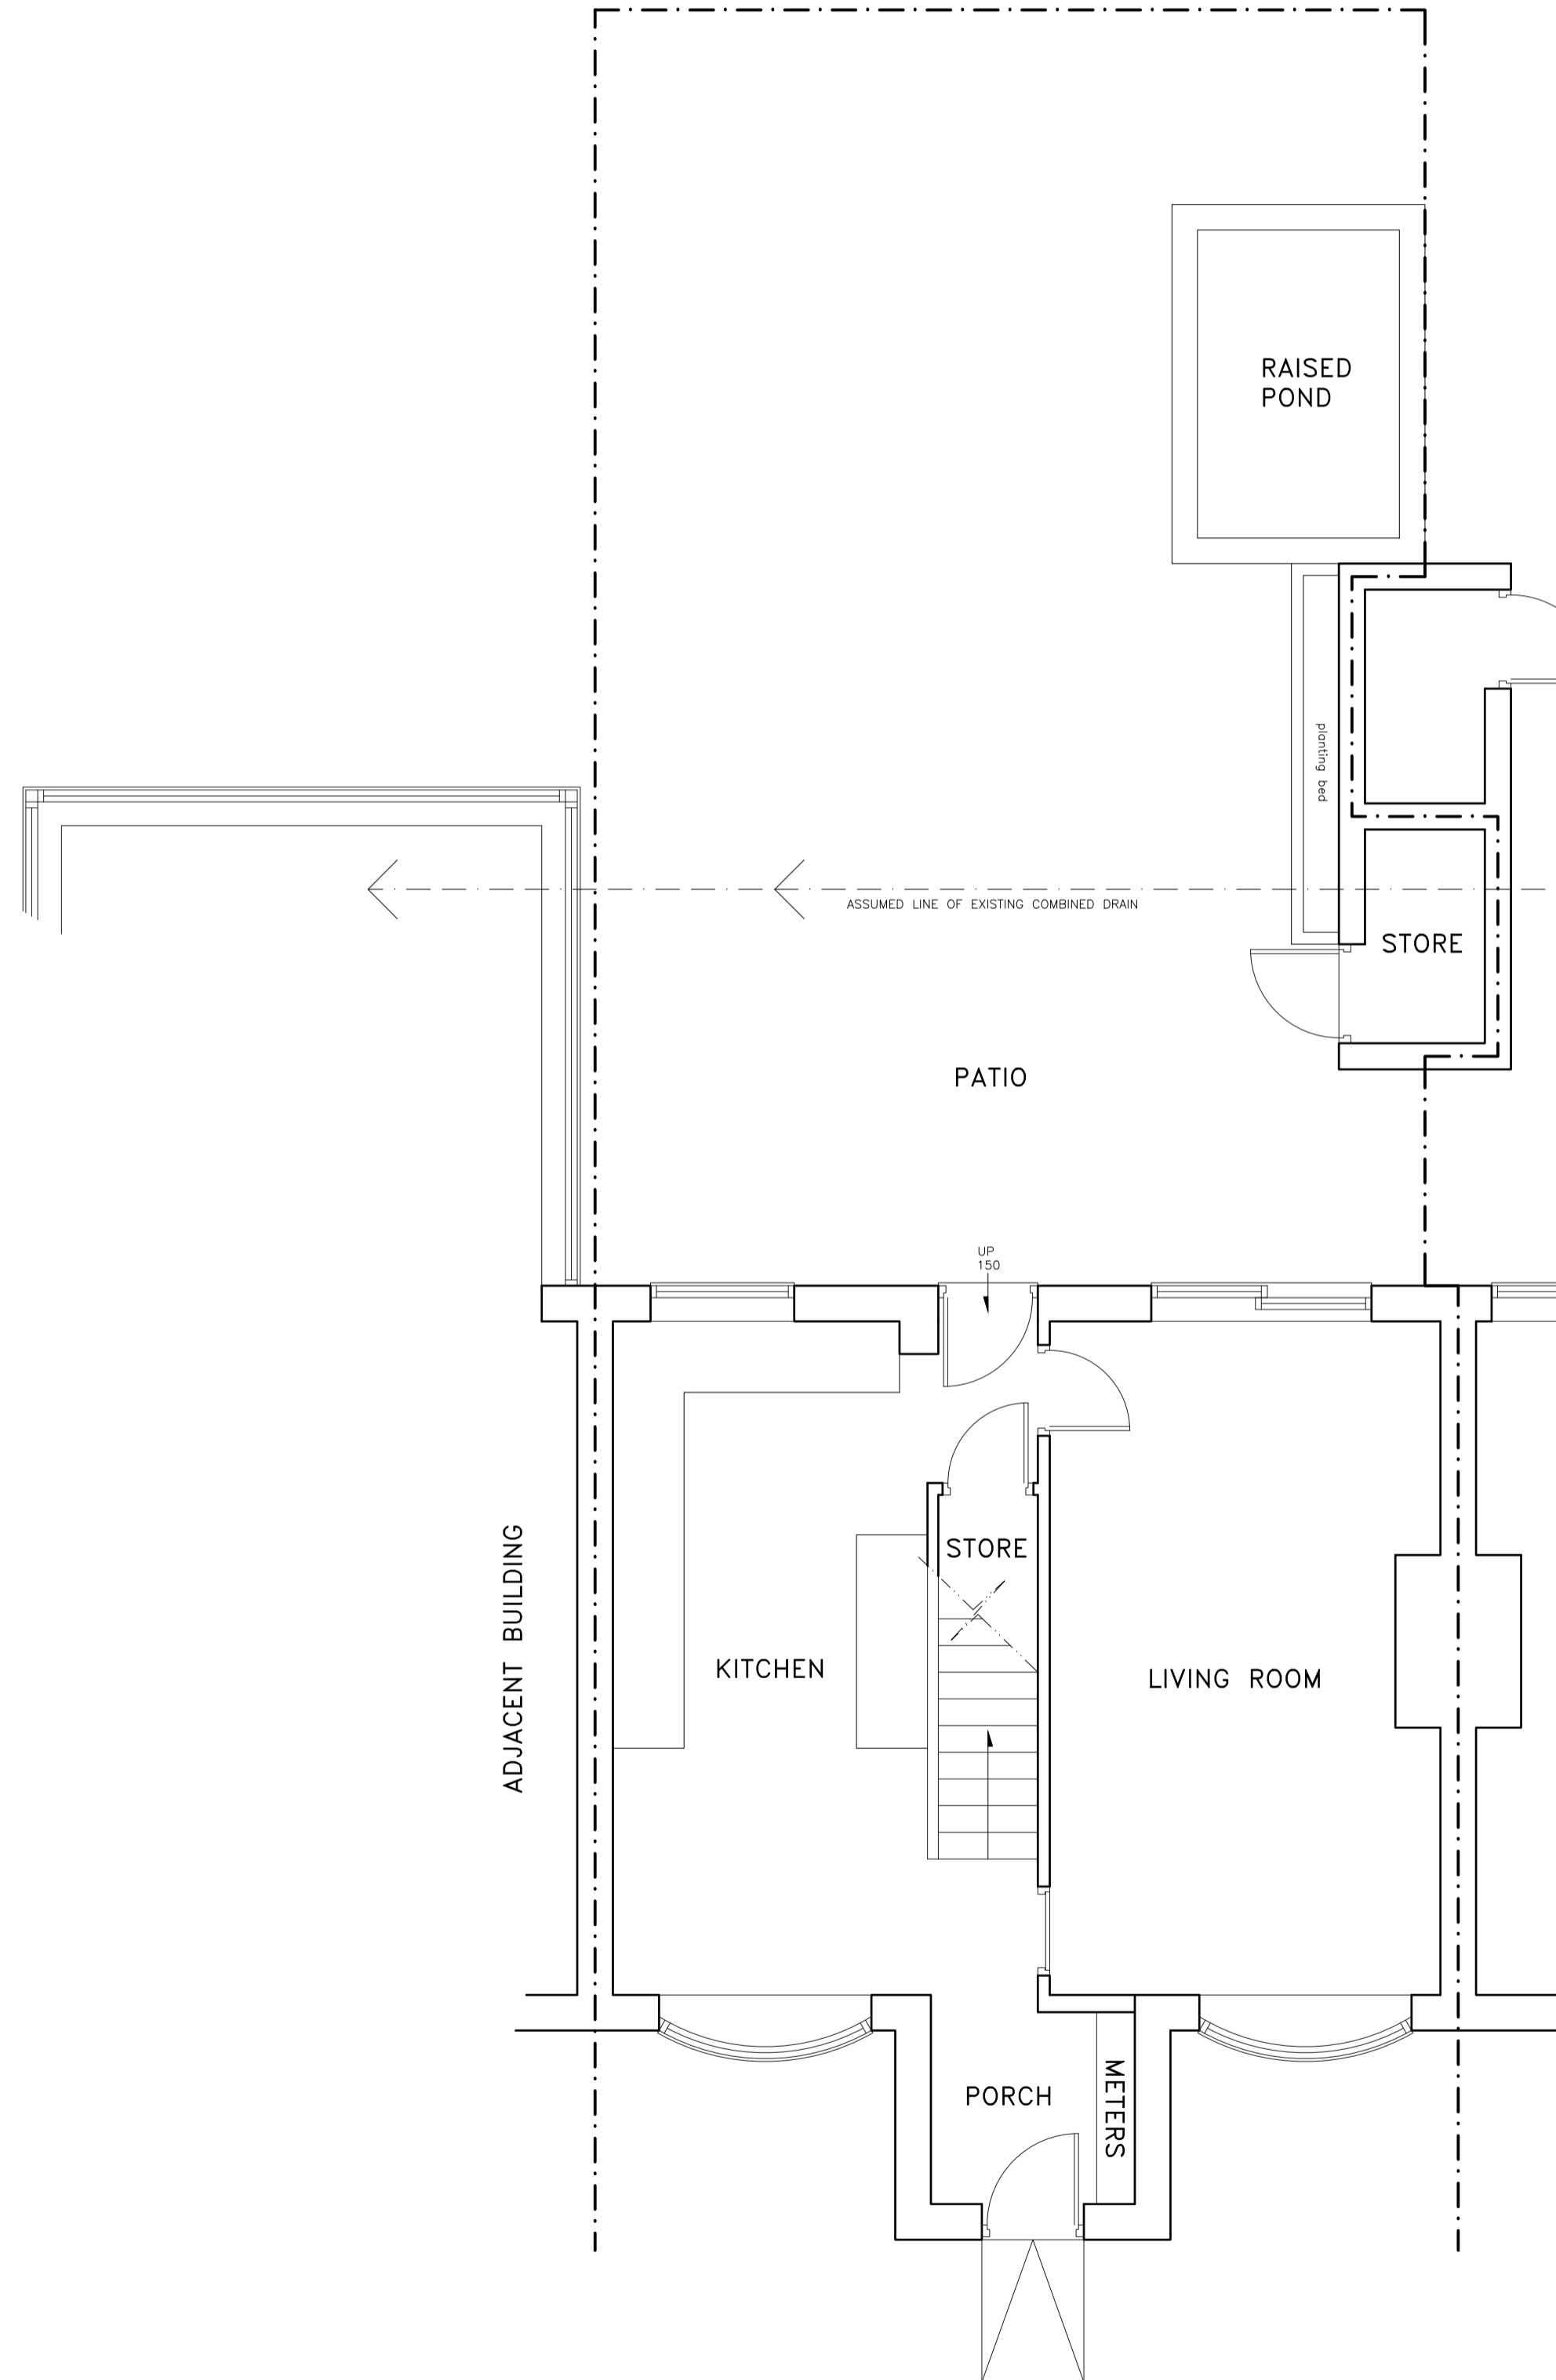 RAISED
POND
planting bed
ASSUMED LINE OF EXISTING COMBINED DRAIN
STORE
PATIO
UP
150
STORE
KITCHEN
LIVING ROOM
ADJACENT BUILDING
PORCH
METERS